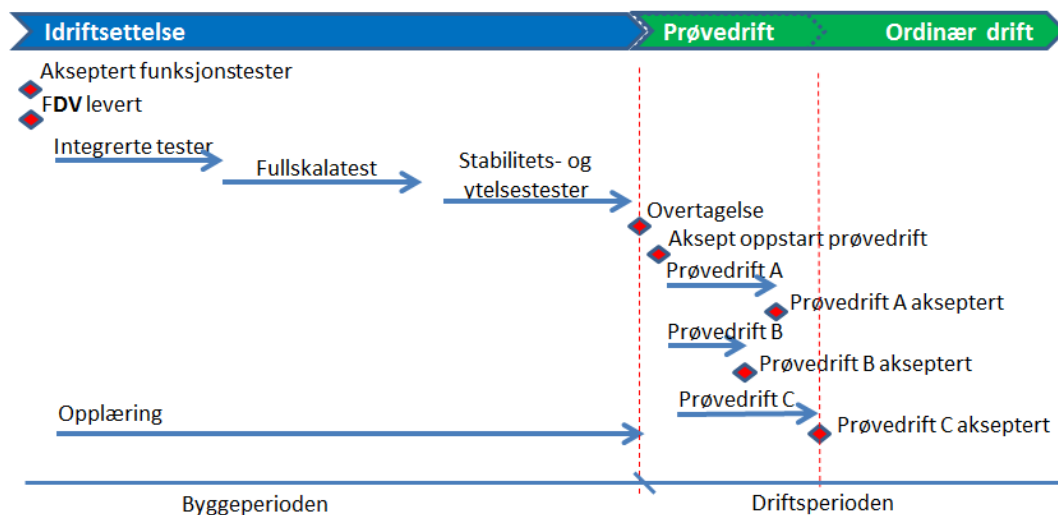 Idriftsettelse
Prøvedrift
Ordinær drift
Akseptert funksjonstester
FDV levert
Integrerte tester
Fullskalatest
Stabilitets- og
ytelsestester
Overtagelse
Aksept oppstart prøvedrift
Prøvedrift A
Prøvedrift A akseptert
Prøvedrift B
Prøvedrift B akseptert
Prøvedrift C
Opplæring
Prøvedrift C akseptert
Byggeperioden
Driftsperioden